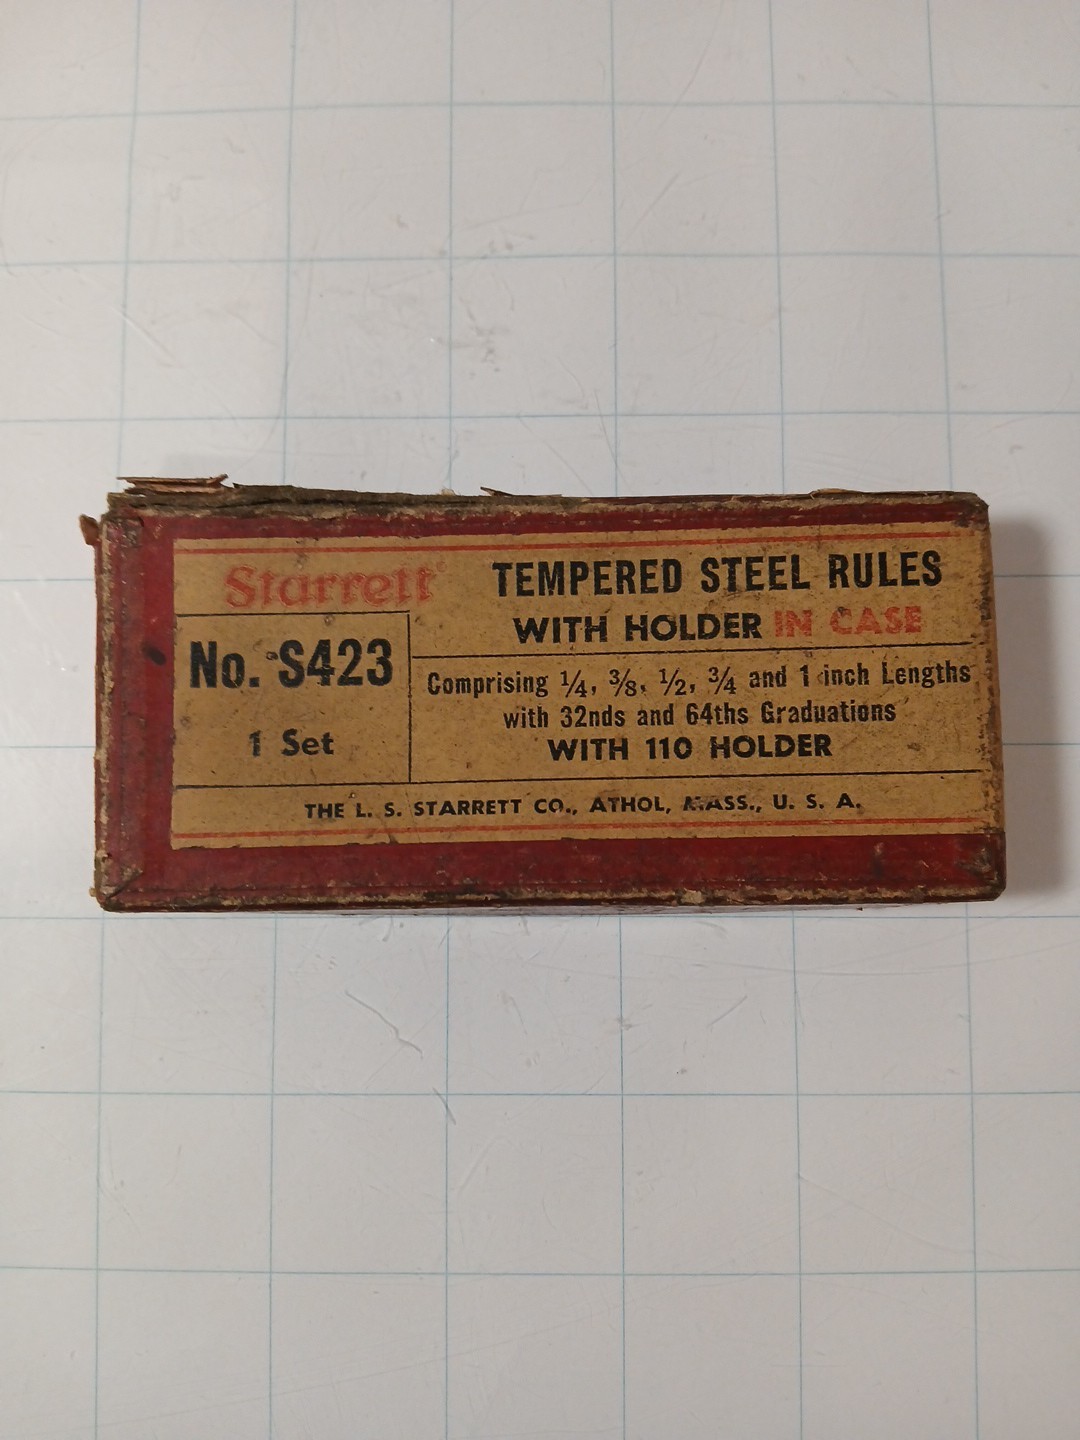 Starrett®
TEMPERED STEEL RULES
WITH HOLDER IN CASE
No. S423
1 Set
Comprising ¼, ⅜, ½, ¾ and 1 inch Lengths
with 32nds and 64ths Graduations
WITH 110 HOLDER
THE L. S. STARRETT CO., ATHOL, MASS., U. S. A.